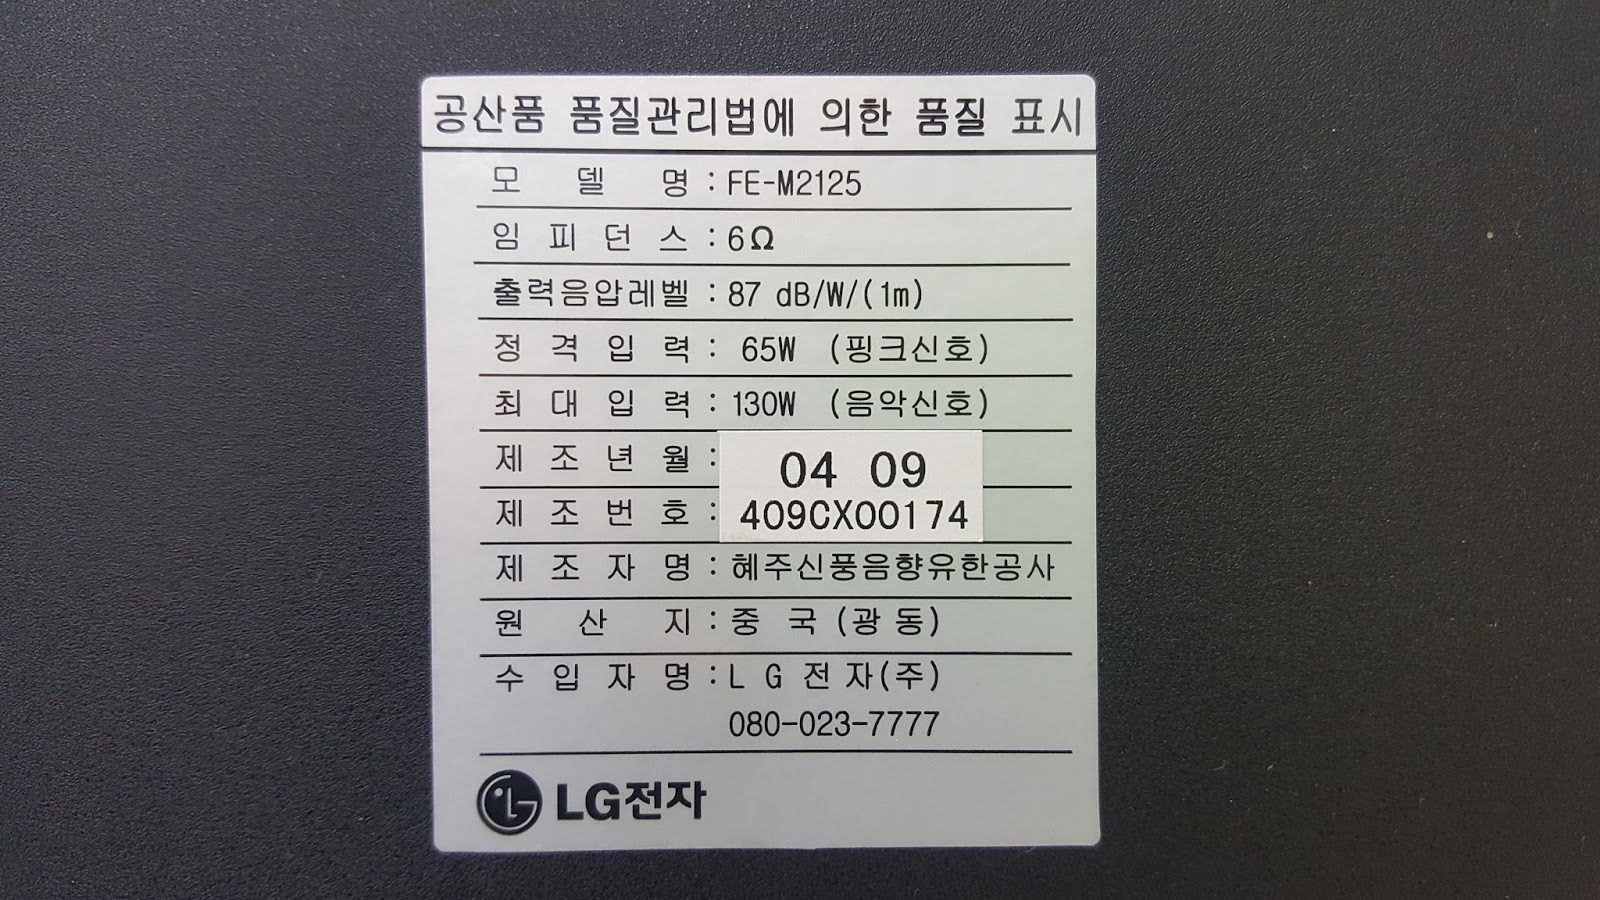 공산품 품질관리법에 의한 품질 표시
모 델 명 : FE-M2125
임 피 던 스 : 6Ω
출력음압레벨 : 87 dB/W/(1m)
정 격 입 력 : 65W (핑크신호)
최 대 입 력 : 130W (음악신호)
제 조 년 월 : 04 09
제 조 번 호 : 409CX00174
제 조 자 명 : 혜주신풍음향유한공사
원 산 지 : 중 국 (광 동)
수 입 자 명 : L G 전 자(주)
080-023-7777
LG전자